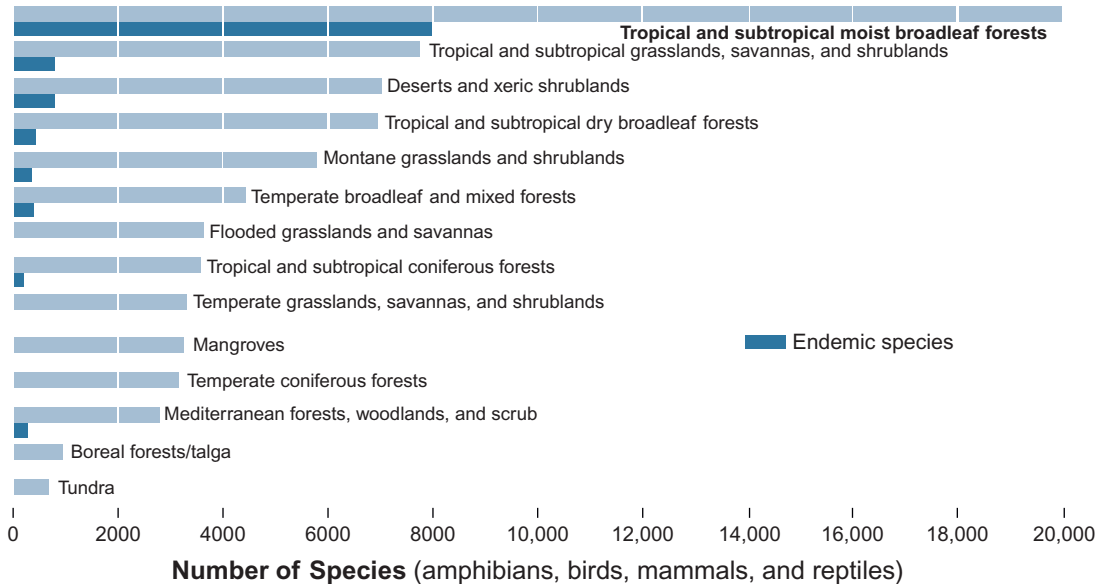 Tropical and subtropical moist broadleaf forests
Tropical and subtropical grasslands, savannas, and shrublands
Deserts and xeric shrublands
Tropical and subtropical dry broadleaf forests
Montane grasslands and shrublands
Temperate broadleaf and mixed forests
Flooded grasslands and savannas
Tropical and subtropical coniferous forests
Temperate grasslands, savannas, and shrublands
Mangroves
Endemic species
Temperate coniferous forests
Mediterranean forests, woodlands, and scrub
Boreal forests/talga
Tundra
0 2000 4000 6000 8000 10,000 12,000 14,000 16,000 18,000 20,000
Number of Species (amphibians, birds, mammals, and reptiles)